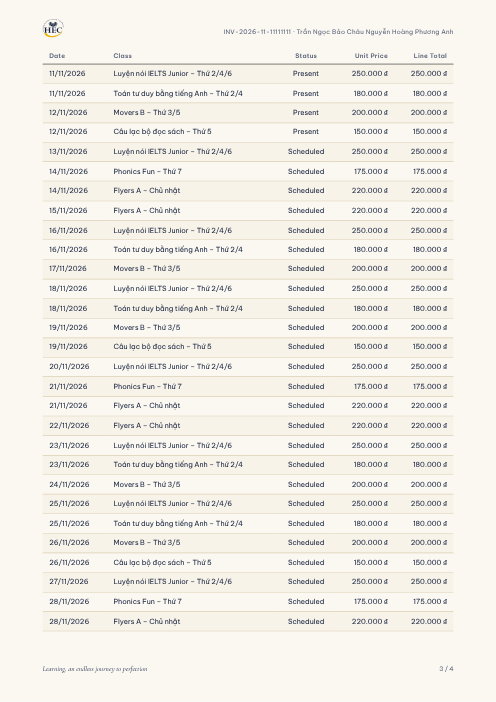 HEC
INV-2026-11-11111111 · Trần Ngọc Bảo Châu Nguyễn Hoàng Phương Anh
Date Class Status Unit Price Line Total
11/11/2026 Luyện nói IELTS Junior – Thứ 2/4/6 Present 250.000 ₫ 250.000 ₫
11/11/2026 Toán tư duy bằng tiếng Anh – Thứ 2/4 Present 180.000 ₫ 180.000 ₫
12/11/2026 Movers B – Thứ 3/5 Present 200.000 ₫ 200.000 ₫
12/11/2026 Câu lạc bộ đọc sách – Thứ 5 Present 150.000 ₫ 150.000 ₫
13/11/2026 Luyện nói IELTS Junior – Thứ 2/4/6 Scheduled 250.000 ₫ 250.000 ₫
14/11/2026 Phonics Fun – Thứ 7 Scheduled 175.000 ₫ 175.000 ₫
14/11/2026 Flyers A – Chủ nhật Scheduled 220.000 ₫ 220.000 ₫
15/11/2026 Flyers A – Chủ nhật Scheduled 220.000 ₫ 220.000 ₫
16/11/2026 Luyện nói IELTS Junior – Thứ 2/4/6 Scheduled 250.000 ₫ 250.000 ₫
16/11/2026 Toán tư duy bằng tiếng Anh – Thứ 2/4 Scheduled 180.000 ₫ 180.000 ₫
17/11/2026 Movers B – Thứ 3/5 Scheduled 200.000 ₫ 200.000 ₫
18/11/2026 Luyện nói IELTS Junior – Thứ 2/4/6 Scheduled 250.000 ₫ 250.000 ₫
18/11/2026 Toán tư duy bằng tiếng Anh – Thứ 2/4 Scheduled 180.000 ₫ 180.000 ₫
19/11/2026 Movers B – Thứ 3/5 Scheduled 200.000 ₫ 200.000 ₫
19/11/2026 Câu lạc bộ đọc sách – Thứ 5 Scheduled 150.000 ₫ 150.000 ₫
20/11/2026 Luyện nói IELTS Junior – Thứ 2/4/6 Scheduled 250.000 ₫ 250.000 ₫
21/11/2026 Phonics Fun – Thứ 7 Scheduled 175.000 ₫ 175.000 ₫
21/11/2026 Flyers A – Chủ nhật Scheduled 220.000 ₫ 220.000 ₫
22/11/2026 Flyers A – Chủ nhật Scheduled 220.000 ₫ 220.000 ₫
23/11/2026 Luyện nói IELTS Junior – Thứ 2/4/6 Scheduled 250.000 ₫ 250.000 ₫
23/11/2026 Toán tư duy bằng tiếng Anh – Thứ 2/4 Scheduled 180.000 ₫ 180.000 ₫
24/11/2026 Movers B – Thứ 3/5 Scheduled 200.000 ₫ 200.000 ₫
25/11/2026 Luyện nói IELTS Junior – Thứ 2/4/6 Scheduled 250.000 ₫ 250.000 ₫
25/11/2026 Toán tư duy bằng tiếng Anh – Thứ 2/4 Scheduled 180.000 ₫ 180.000 ₫
26/11/2026 Movers B – Thứ 3/5 Scheduled 200.000 ₫ 200.000 ₫
26/11/2026 Câu lạc bộ đọc sách – Thứ 5 Scheduled 150.000 ₫ 150.000 ₫
27/11/2026 Luyện nói IELTS Junior – Thứ 2/4/6 Scheduled 250.000 ₫ 250.000 ₫
28/11/2026 Phonics Fun – Thứ 7 Scheduled 175.000 ₫ 175.000 ₫
28/11/2026 Flyers A – Chủ nhật Scheduled 220.000 ₫ 220.000 ₫
Learning, an endless journey to perfection 3 / 4